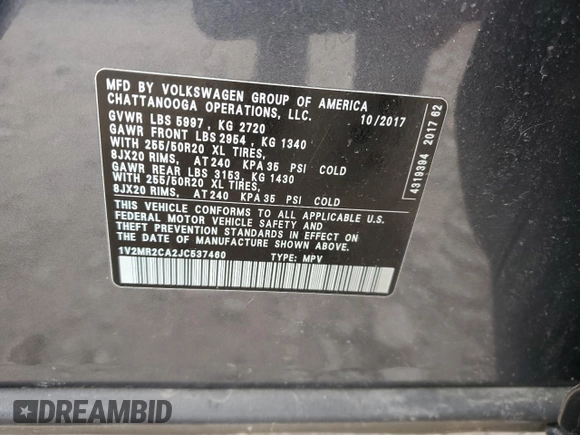 MFD BY VOLKSWAGEN GROUP OF AMERICA
CHATTANOOGA OPERATIONS, LLC. 10/2017
GVWR LBS 5997, KG 2720
GAWR FRONT LBS 2954, KG 1340
WITH 255/50R20 XL TIRES,
8JX20 RIMS, AT 240 KPA 35 PSI COLD
GAWR REAR LBS 3153, KG 1430
WITH 255/50R20 XL TIRES,
8JX20 RIMS, AT 240 KPA 35 PSI COLD
THIS VEHICLE CONFORMS TO ALL APPLICABLE U.S.
FEDERAL MOTOR VEHICLE SAFETY AND
THEFT PREVENTION STANDARDS IN EFFECT ON
THE DATE OF MANUFACTURE SHOWN ABOVE.
1V2MR2CA2JC537460 TYPE: MPV
4319394 2017 62
DREAMBID